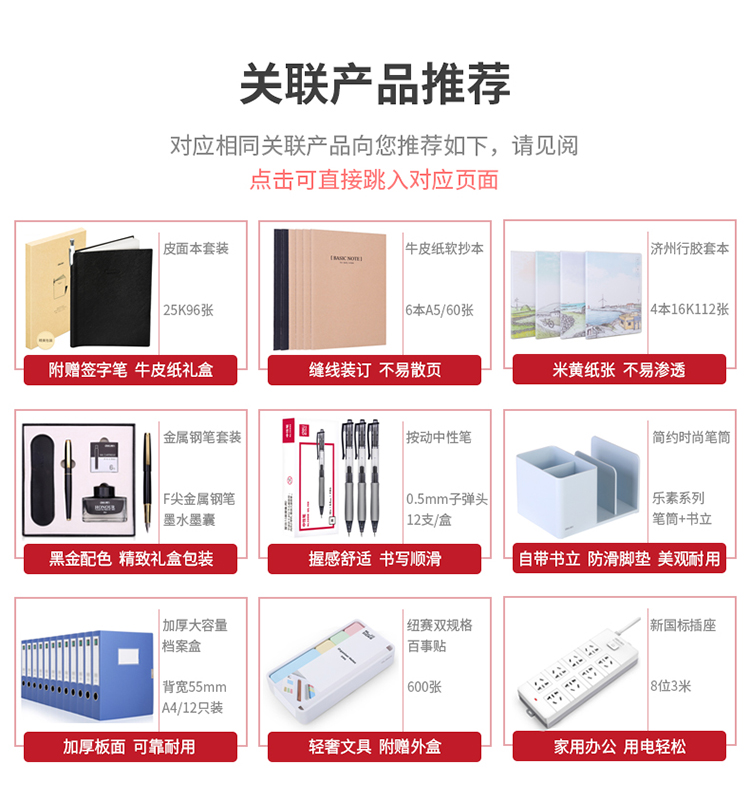 关联产品推荐
对应相同关联产品向您推荐如下，请见阅
点击可直接跳入对应页面
皮面本套装
25K96张
附赠签字笔 牛皮纸礼盒
[BASIC NOTE]
牛皮纸软抄本
6本A5/60张
缝线装订 不易散页
济州行胶套本
4本16K112张
米黄纸张 不易渗透
金属钢笔套装
F尖金属钢笔
墨水墨囊
黑金配色 精致礼盒包装
按动中性笔
0.5mm子弹头
12支/盒
握感舒适 书写顺滑
简约时尚笔筒
乐素系列
笔筒+书立
自带书立 防滑脚垫 美观耐用
加厚大容量
档案盒
背宽55mm
A4/12只装
加厚板面 可靠耐用
纽赛双规格
百事贴
600张
轻奢文具 附赠外盒
新国标插座
8位3米
家用办公 用电轻松